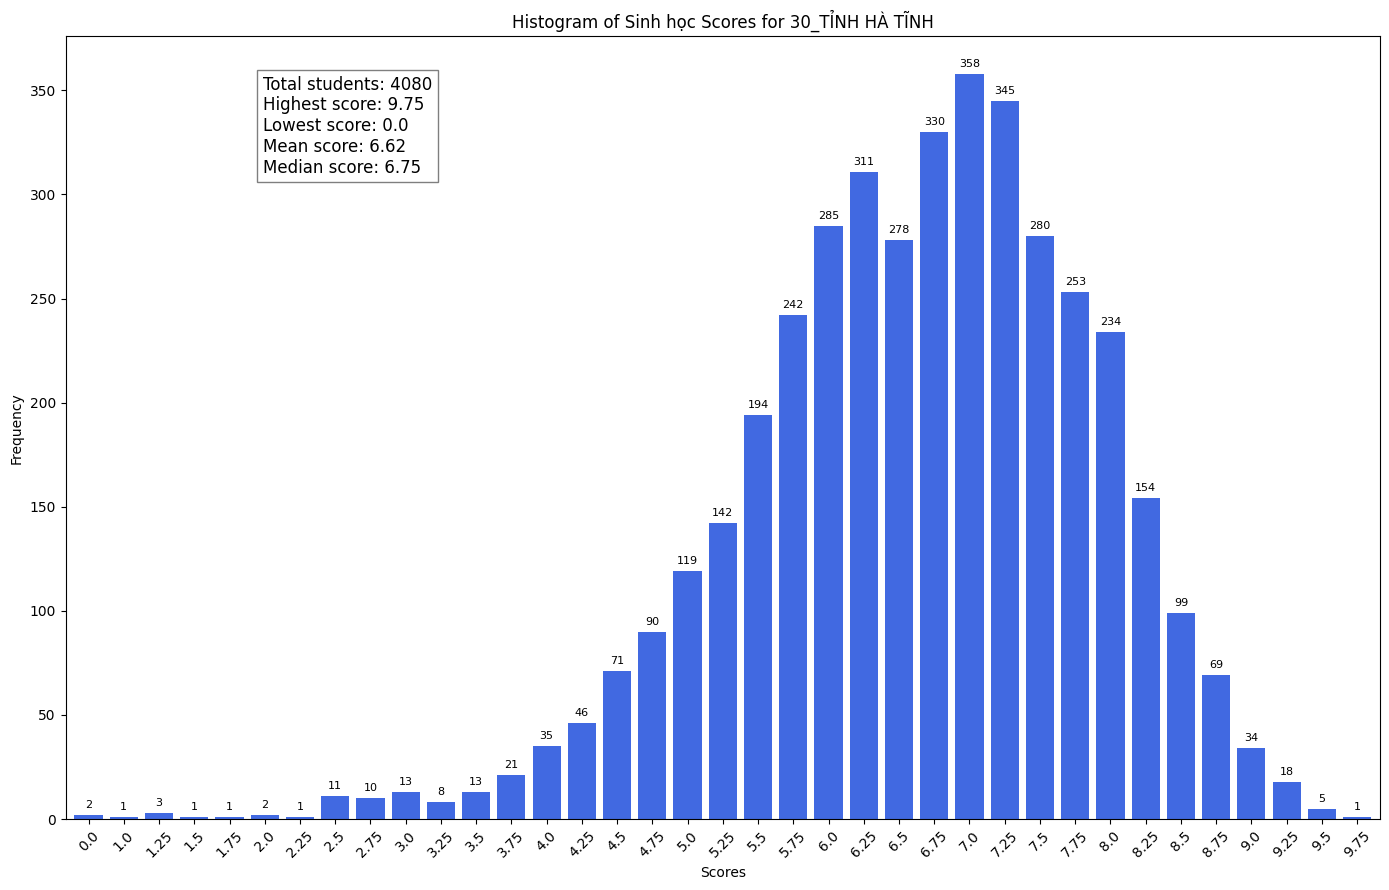 Histogram of Sinh học Scores for 30_TỈNH HÀ TĨNH
Total students: 4080
Highest score: 9.75
Lowest score: 0.0
Mean score: 6.62
Median score: 6.75
Frequency
350
300
250
200
150
100
50
0
2 1 3 1 1 2 1 11 10 13 8 13 21 35 46 71 90 119 142 194 242 285 311 278 330 358 345 280 253 234 154 99 69 34 18 5 1
0.0 1.0 1.25 1.5 1.75 2.0 2.25 2.5 2.75 3.0 3.25 3.5 3.75 4.0 4.25 4.5 4.75 5.0 5.25 5.5 5.75 6.0 6.25 6.5 6.75 7.0 7.25 7.5 7.75 8.0 8.25 8.5 8.75 9.0 9.25 9.5 9.75
Scores